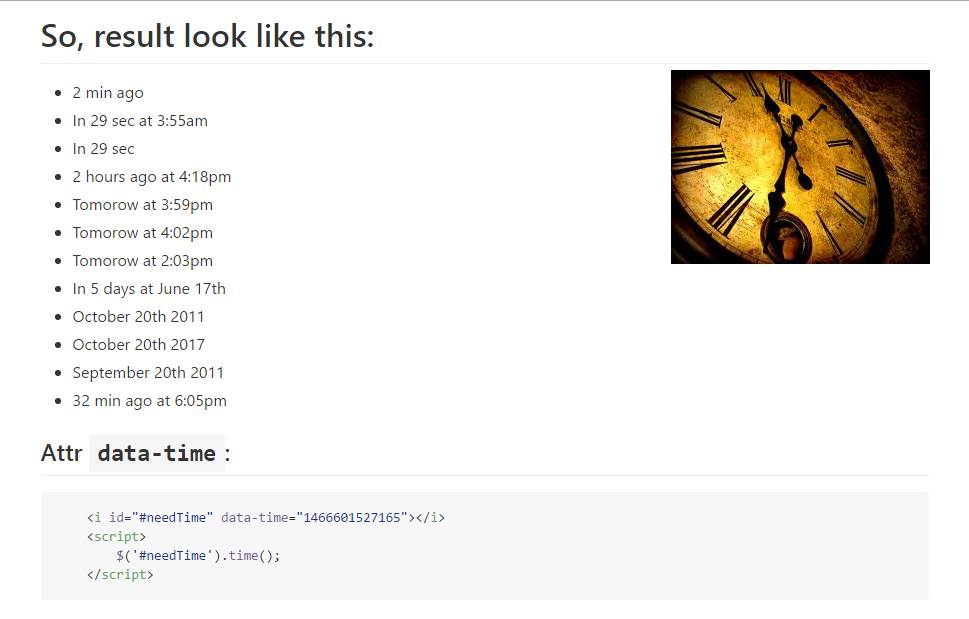 So, result look like this:
2 min ago
In 29 sec at 3:55am
In 29 sec
2 hours ago at 4:18pm
Tomorow at 3:59pm
Tomorow at 4:02pm
Tomorow at 2:03pm
In 5 days at June 17th
October 20th 2011
October 20th 2017
September 20th 2011
32 min ago at 6:05pm
Attr data-time :
<i id="#needTime" data-time="1466601527165"></i>
<script>
$('#needTime').time();
</script>